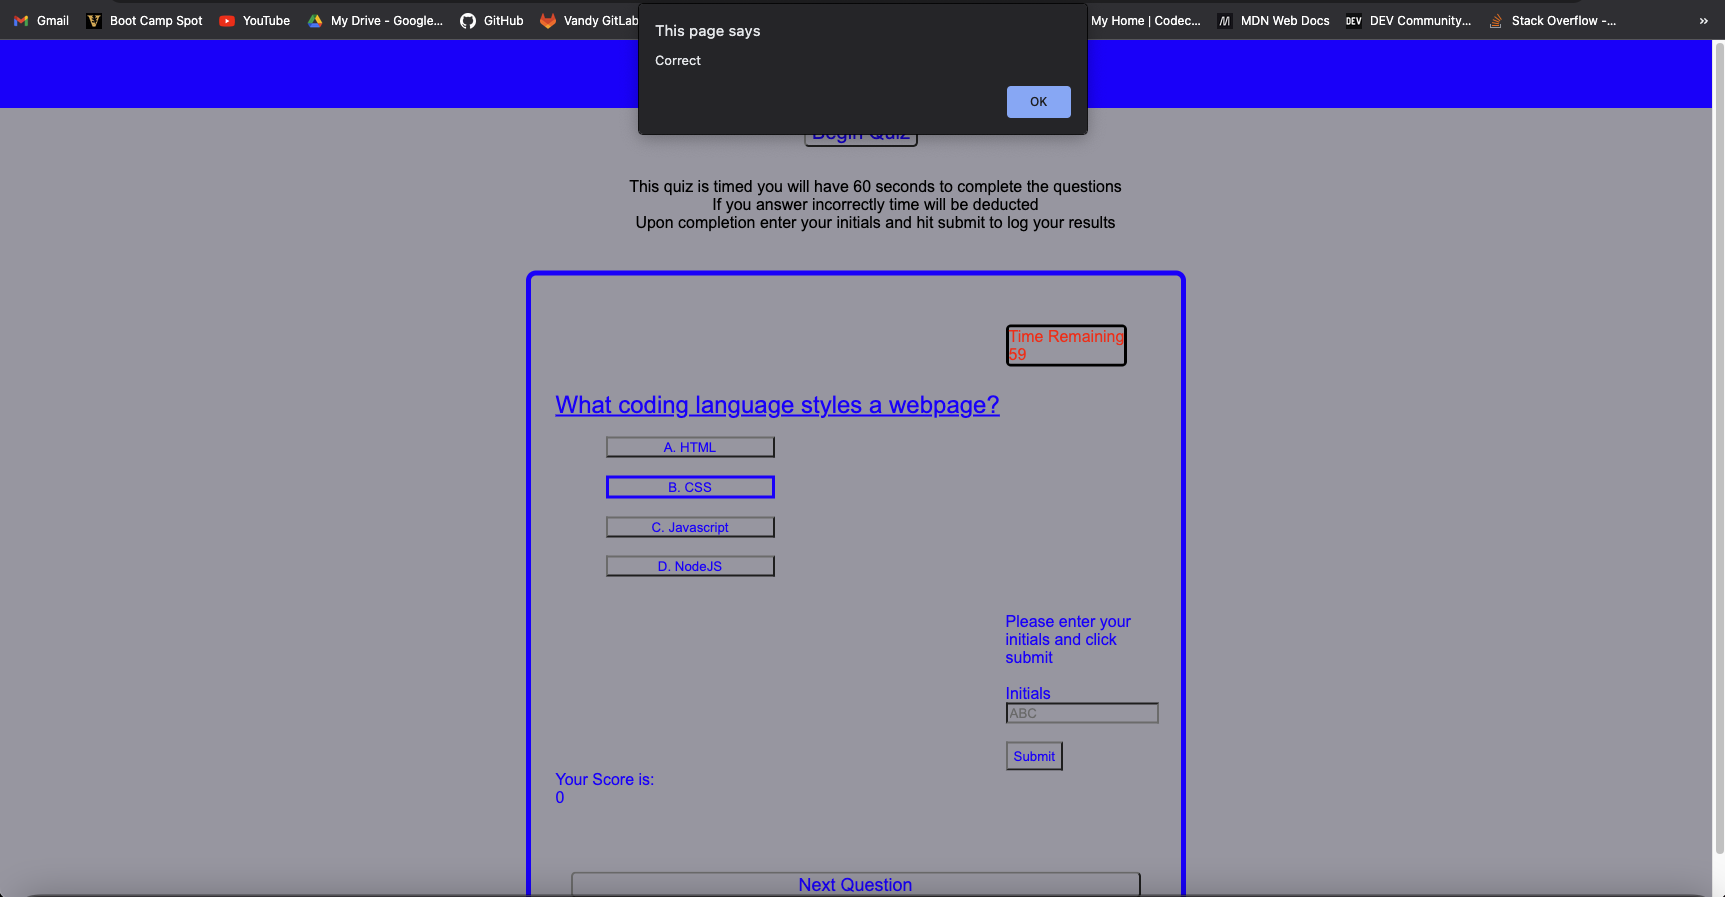 Gmail Boot Camp Spot YouTube My Drive - Google... GitHub Vandy GitLab My Home | Codec... MDN Web Docs DEV DEV Community... Stack Overflow -... »
This page says
Correct
OK
Begin Quiz
This quiz is timed you will have 60 seconds to complete the questions
If you answer incorrectly time will be deducted
Upon completion enter your initials and hit submit to log your results
Time Remaining
59
What coding language styles a webpage?
A. HTML
B. CSS
C. Javascript
D. NodeJS
Please enter your
initials and click
submit
Initials
ABC
Submit
Your Score is:
0
Next Question